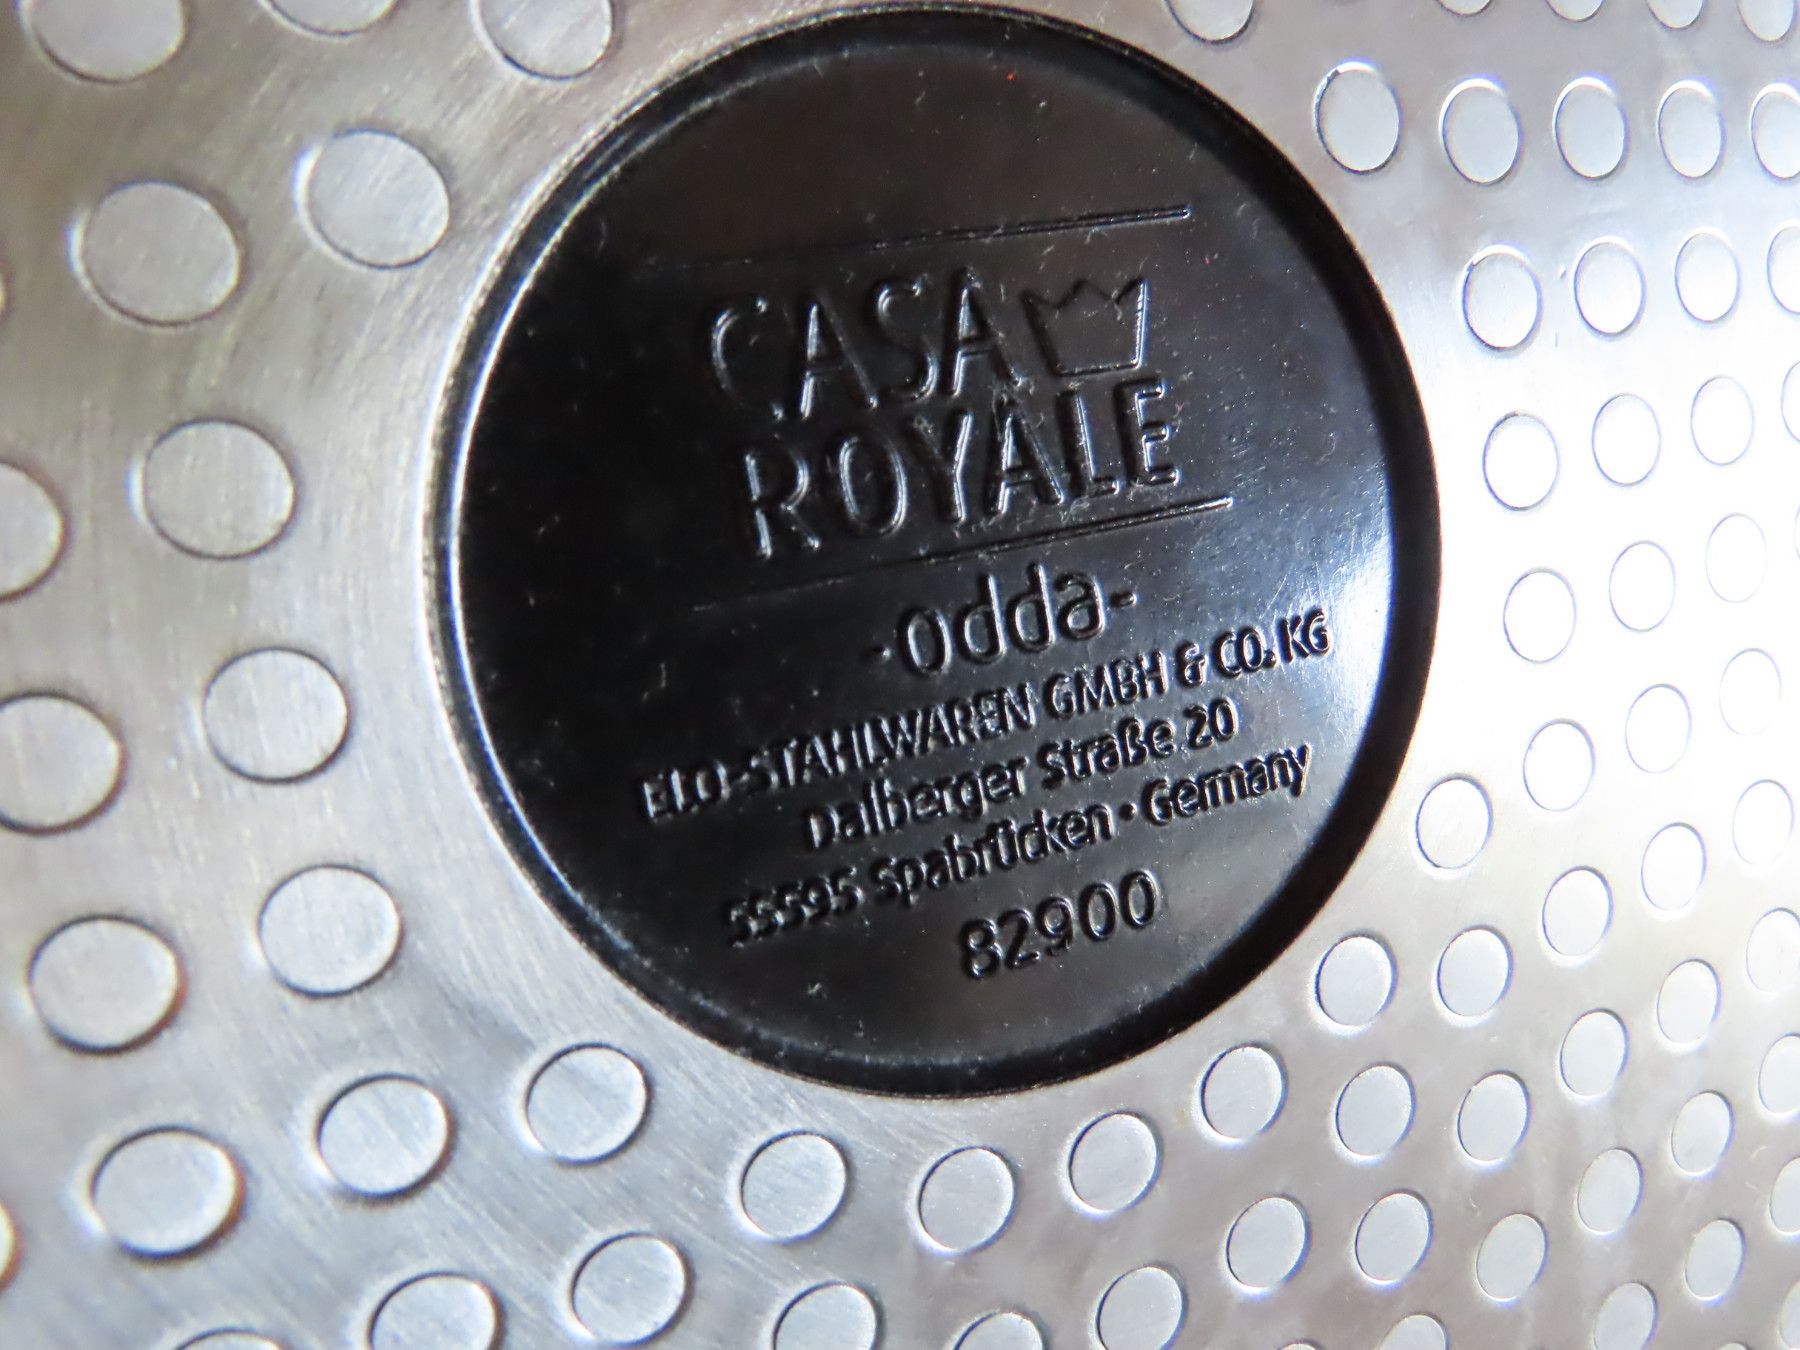 CASA
ROYALE
-odda-
ELO-STAHLWAREN GMBH & CO. KG
Dalberger Straße 20
55595 Spabrücken · Germany
82900